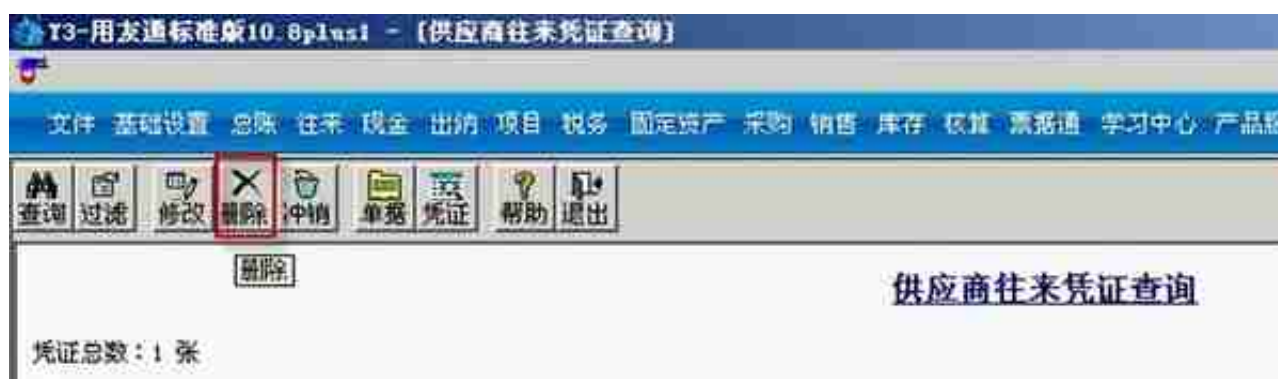 T3-用友通标准版10.8plus1 - [供应商往来凭证查询]
文件 基础设置 总账 往来 现金 出纳 项目 税务 固定资产 采购 销售 库存 核算 票据通 学习中心 产品服
查询 过滤 修改 删除 冲销 单据 凭证 帮助 退出
删除
供应商往来凭证查询
凭证总数：1 张